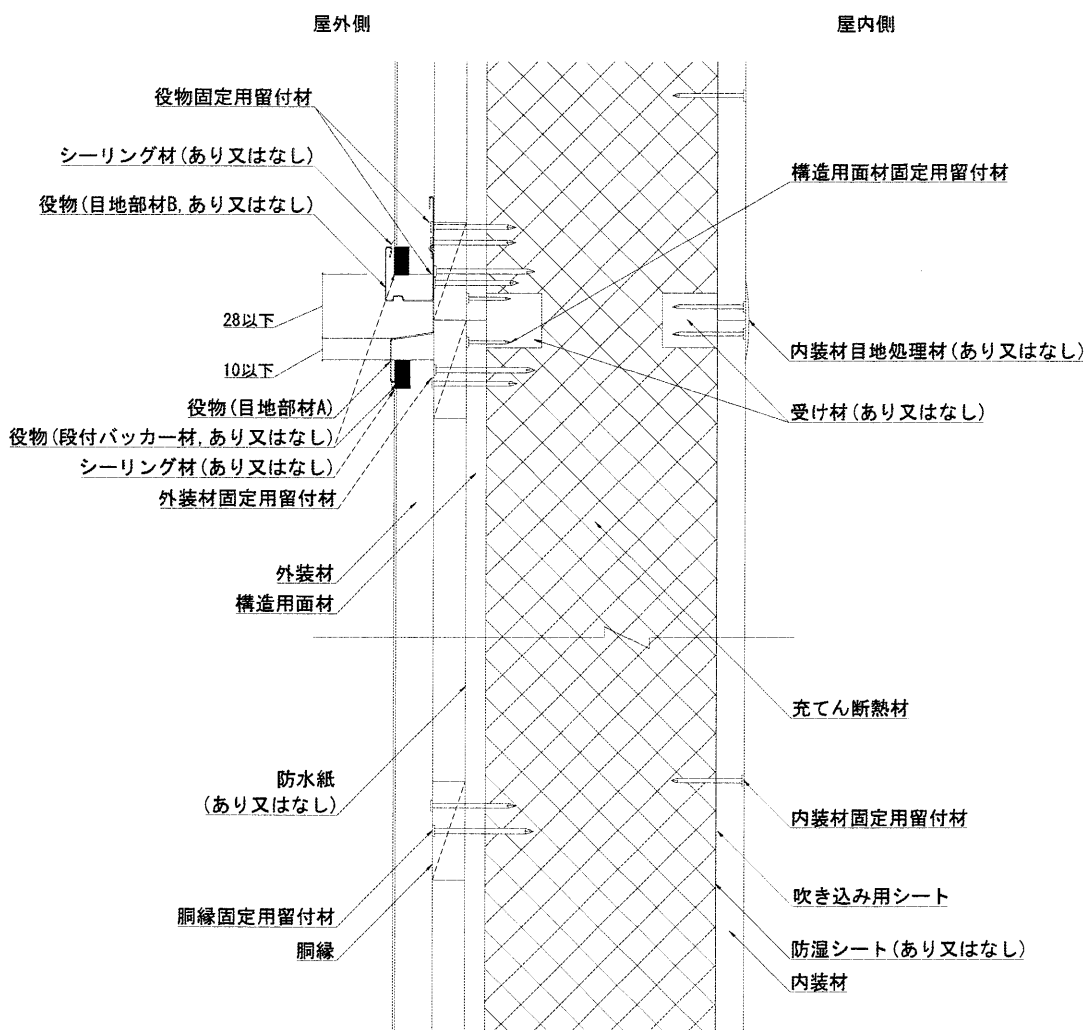 屋外側
屋内側
役物固定用留付材
シーリング材(あり又はなし)
役物(目地部材B,あり又はなし)
28以下
10以下
役物(目地部材A)
役物(段付バッカー材,あり又はなし)
シーリング材(あり又はなし)
外装材固定用留付材
外装材
構造用面材
防水紙
(あり又はなし)
胴縁固定用留付材
胴縁
構造用面材固定用留付材
内装材目地処理材(あり又はなし)
受け材(あり又はなし)
充てん断熱材
内装材固定用留付材
吹き込み用シート
防湿シート(あり又はなし)
内装材